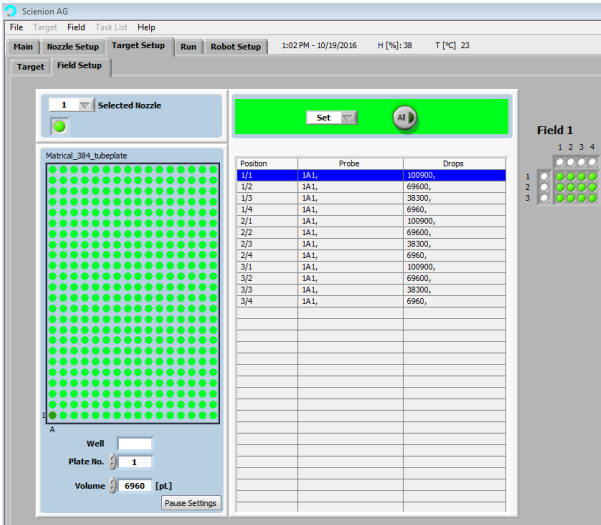 Scienion AG
File Target Field Task List Help
Main Nozzle Setup Target Setup Run Robot Setup 1:02 PM - 10/19/2016 H [%]: 38 T [°C] 23
Target Field Setup
1 Selected Nozzle
Set All
Field 1
1 2 3 4
1
2
3
Matrical_384_tubeplate
1
A
Well
Plate No. 1
Volume 6960 [pL]
Pause Settings
Position Probe Drops
1/1 1A1, 100900,
1/2 1A1, 69600,
1/3 1A1, 38300,
1/4 1A1, 6960,
2/1 1A1, 100900,
2/2 1A1, 69600,
2/3 1A1, 38300,
2/4 1A1, 6960,
3/1 1A1, 100900,
3/2 1A1, 69600,
3/3 1A1, 38300,
3/4 1A1, 6960,